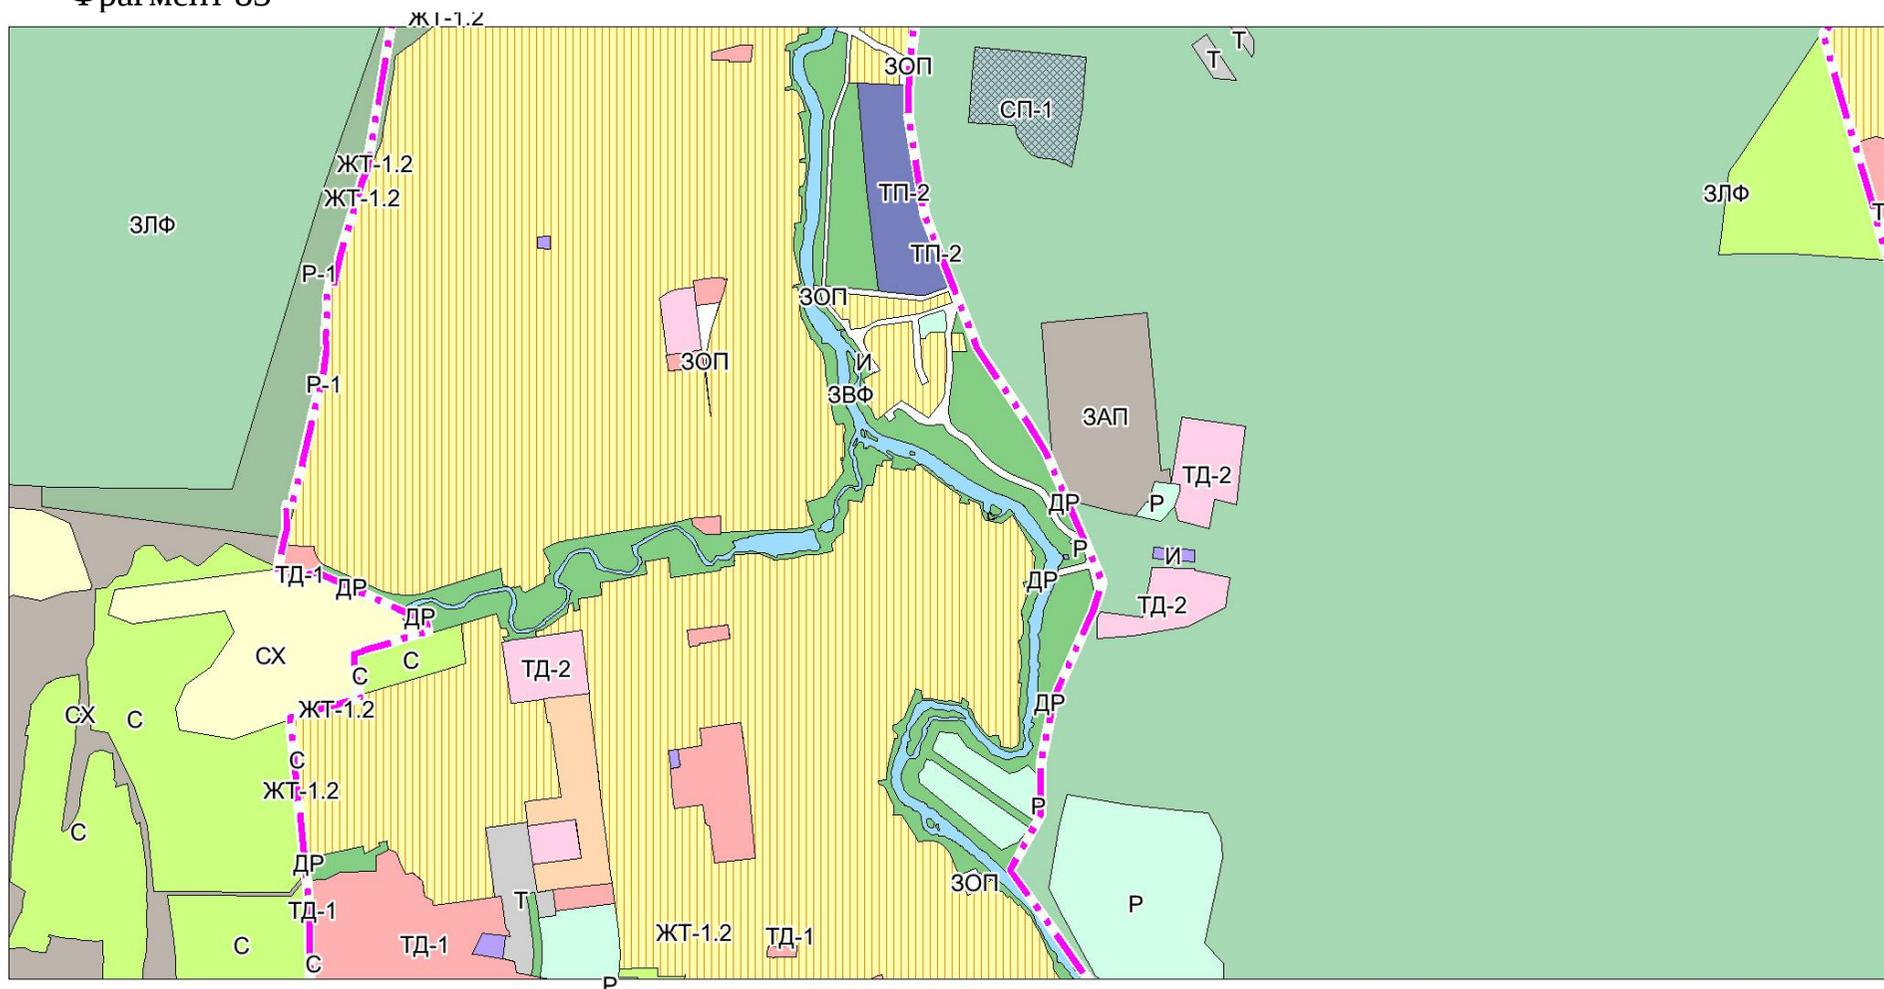 Фрагмент 83
ЖТ-1.2
ЗОП
Т
Т
СП-1
ЖТ-1.2
ЖТ-1.2
ТП-2
ЗЛФ
Т
ЗЛФ
ТП-2
Р-1
ЗОП
ЗОП
И
Р-1
ЗВФ
ЗАП
ТД-2
ДР
Р
Р
И
ТД-1
ДР
ДР
ТД-2
ДР
СХ
С
С
ТД-2
ЖТ-1.2
ДР
СХ
С
С
ЖТ-1.2
Р
С
ДР
ЗОП
Т
Р
ТД-1
ЖТ-1.2
ТД-1
С
ТД-1
С
Р